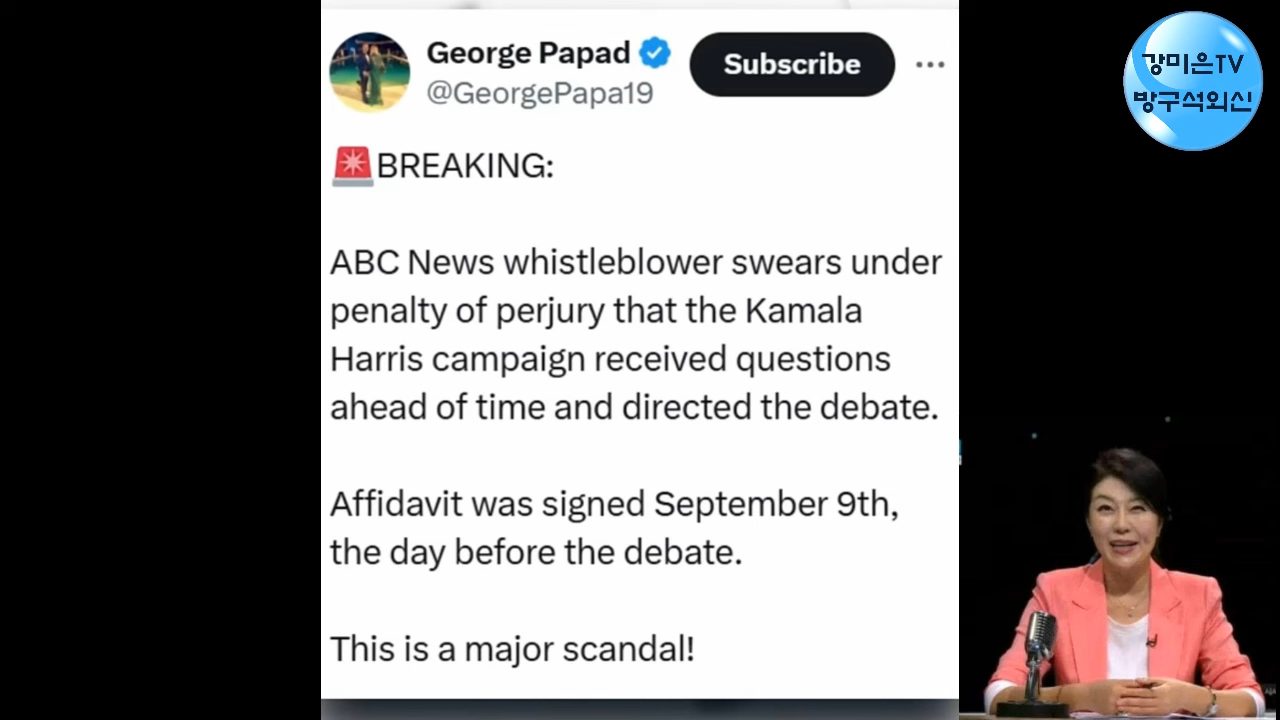 George Papad
@GeorgePapa19
Subscribe
🚨BREAKING:
ABC News whistleblower swears under
penalty of perjury that the Kamala
Harris campaign received questions
ahead of time and directed the debate.
Affidavit was signed September 9th,
the day before the debate.
This is a major scandal!
강미은TV
방구석외신